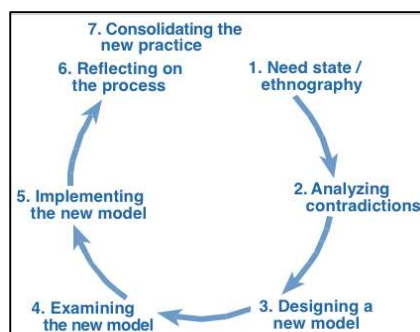 7. Consolidating the
new practice
6. Reflecting on
the process
1. Need state /
ethnography
2. Analyzing
contradictions
3. Designing a
new model
4. Examining
the new model
5. Implementing
the new model